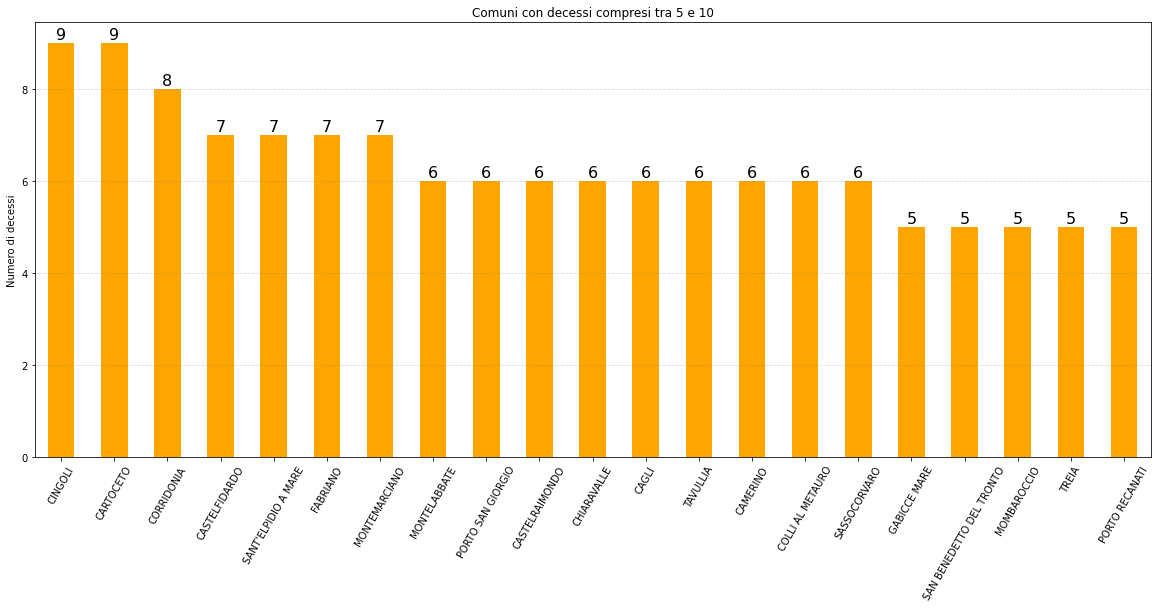 Comuni con decessi compresi tra 5 e 10
Numero di decessi
8
6
4
2
0
9
9
8
7
7
7
7
6
6
6
6
6
6
6
6
6
5
5
5
5
5
CINGOLI
CARTOCETO
CORRIDONIA
CASTELFIDARDO
SANT'ELPIDIO A MARE
FABRIANO
MONTEMARCIANO
MONTELABBATE
PORTO SAN GIORGIO
CASTELRAIMONDO
CHIARAVALLE
CAGLI
TAVULLIA
CAMERINO
COLLI AL METAURO
SASSOCORVARO
GABICCE MARE
SAN BENEDETTO DEL TRONTO
MOMBAROCCIO
TREIA
PORTO RECANATI